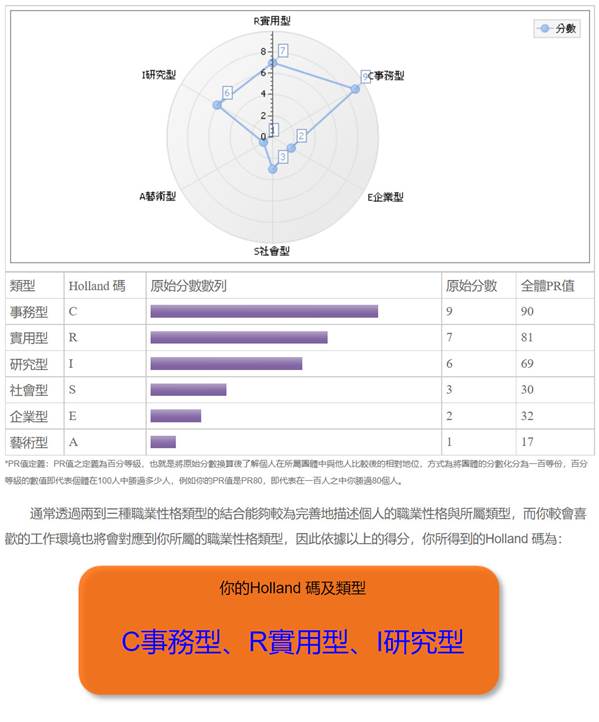 R實用型
分數
8
7
I研究型
9
C事務型
6
6
4
2
1
2
0
3
A藝術型
E企業型
S社會型
類型 Holland 碼 原始分數數列 原始分數 全體PR值
事務型 C 9 90
實用型 R 7 81
研究型 I 6 69
社會型 S 3 30
企業型 E 2 32
藝術型 A 1 17
*PR值定義：PR值之定義為百分等級，也就是將原始分數換算後了解個人在所屬團體中與他人比較後的相對地位，方式為將團體的分數化分為一百等份，百分
等級的數值即代表個體在100人中勝過多少人，例如你的PR值是PR80，即代表在一百人之中你勝過80個人。
通常透過兩到三種職業性格類型的結合能夠較為完善地描述個人的職業性格與所屬類型，而你較會喜
歡的工作環境也將會對應到你所屬的職業性格類型，因此依據以上的得分，你所得到的Holland 碼為：
你的Holland 碼及類型
C事務型、R實用型、I研究型